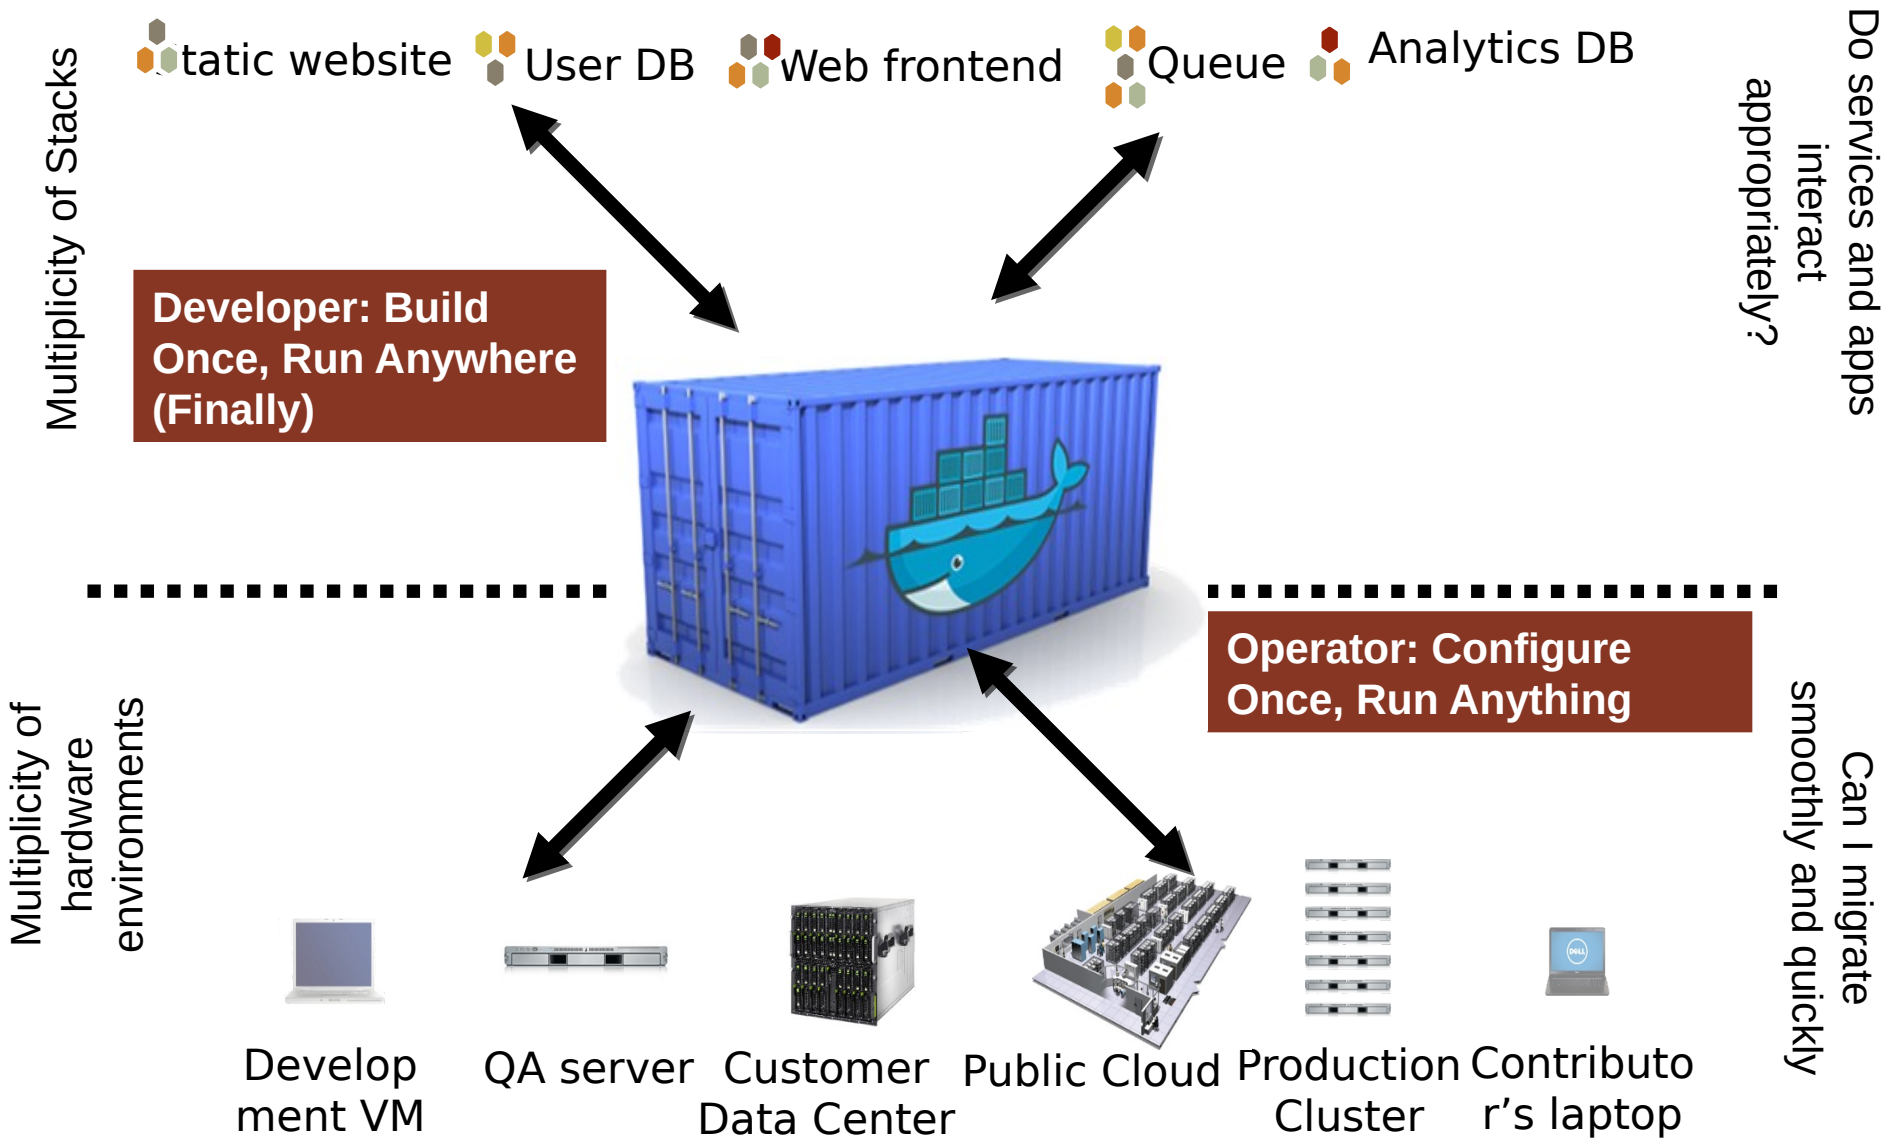 tatic website
User DB
Web frontend
Queue
Analytics DB
Multiplicity of Stacks
Do services and apps
interact
appropriately?
Developer: Build
Once, Run Anywhere
(Finally)
Operator: Configure
Once, Run Anything
Multiplicity of
hardware
environments
Can I migrate
smoothly and quickly
DELL
Develop
ment VM
QA server
Customer
Data Center
Public Cloud
Production
Cluster
Contributo
r’s laptop